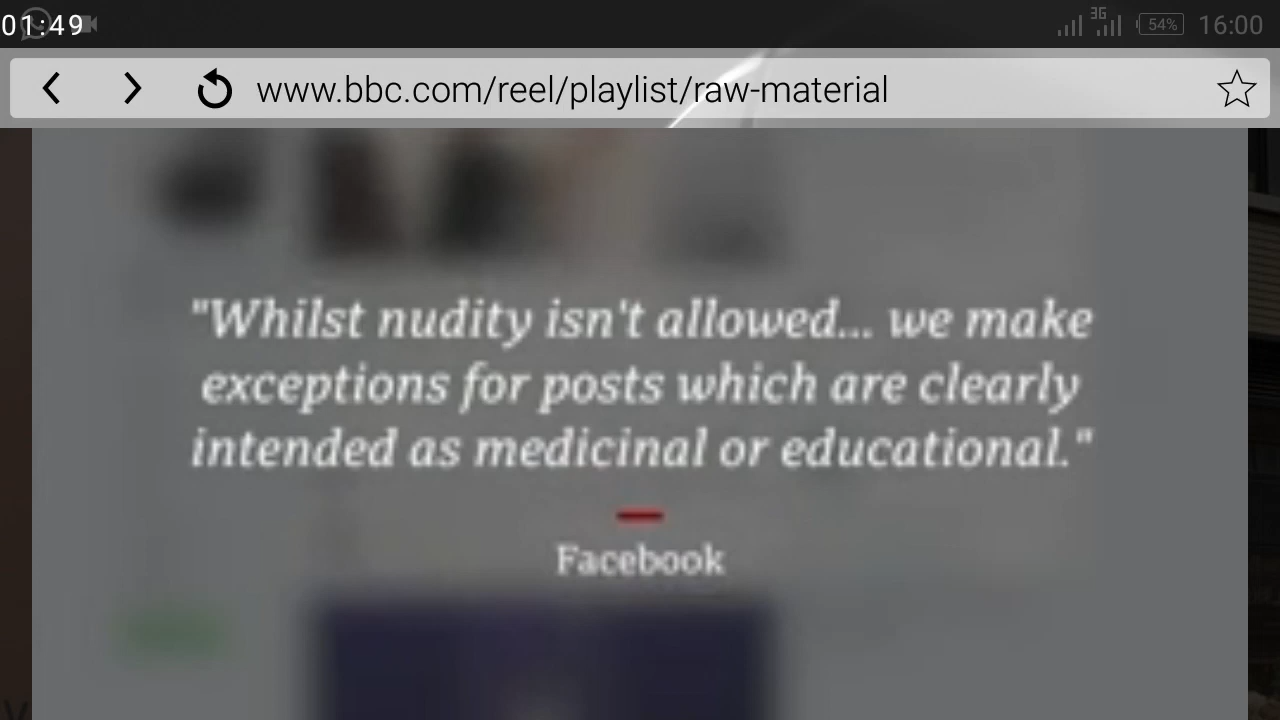 01:49
3G
54%
16:00
www.bbc.com/reel/playlist/raw-material
"Whilst nudity isn't allowed... we make
exceptions for posts which are clearly
intended as medicinal or educational."
Facebook